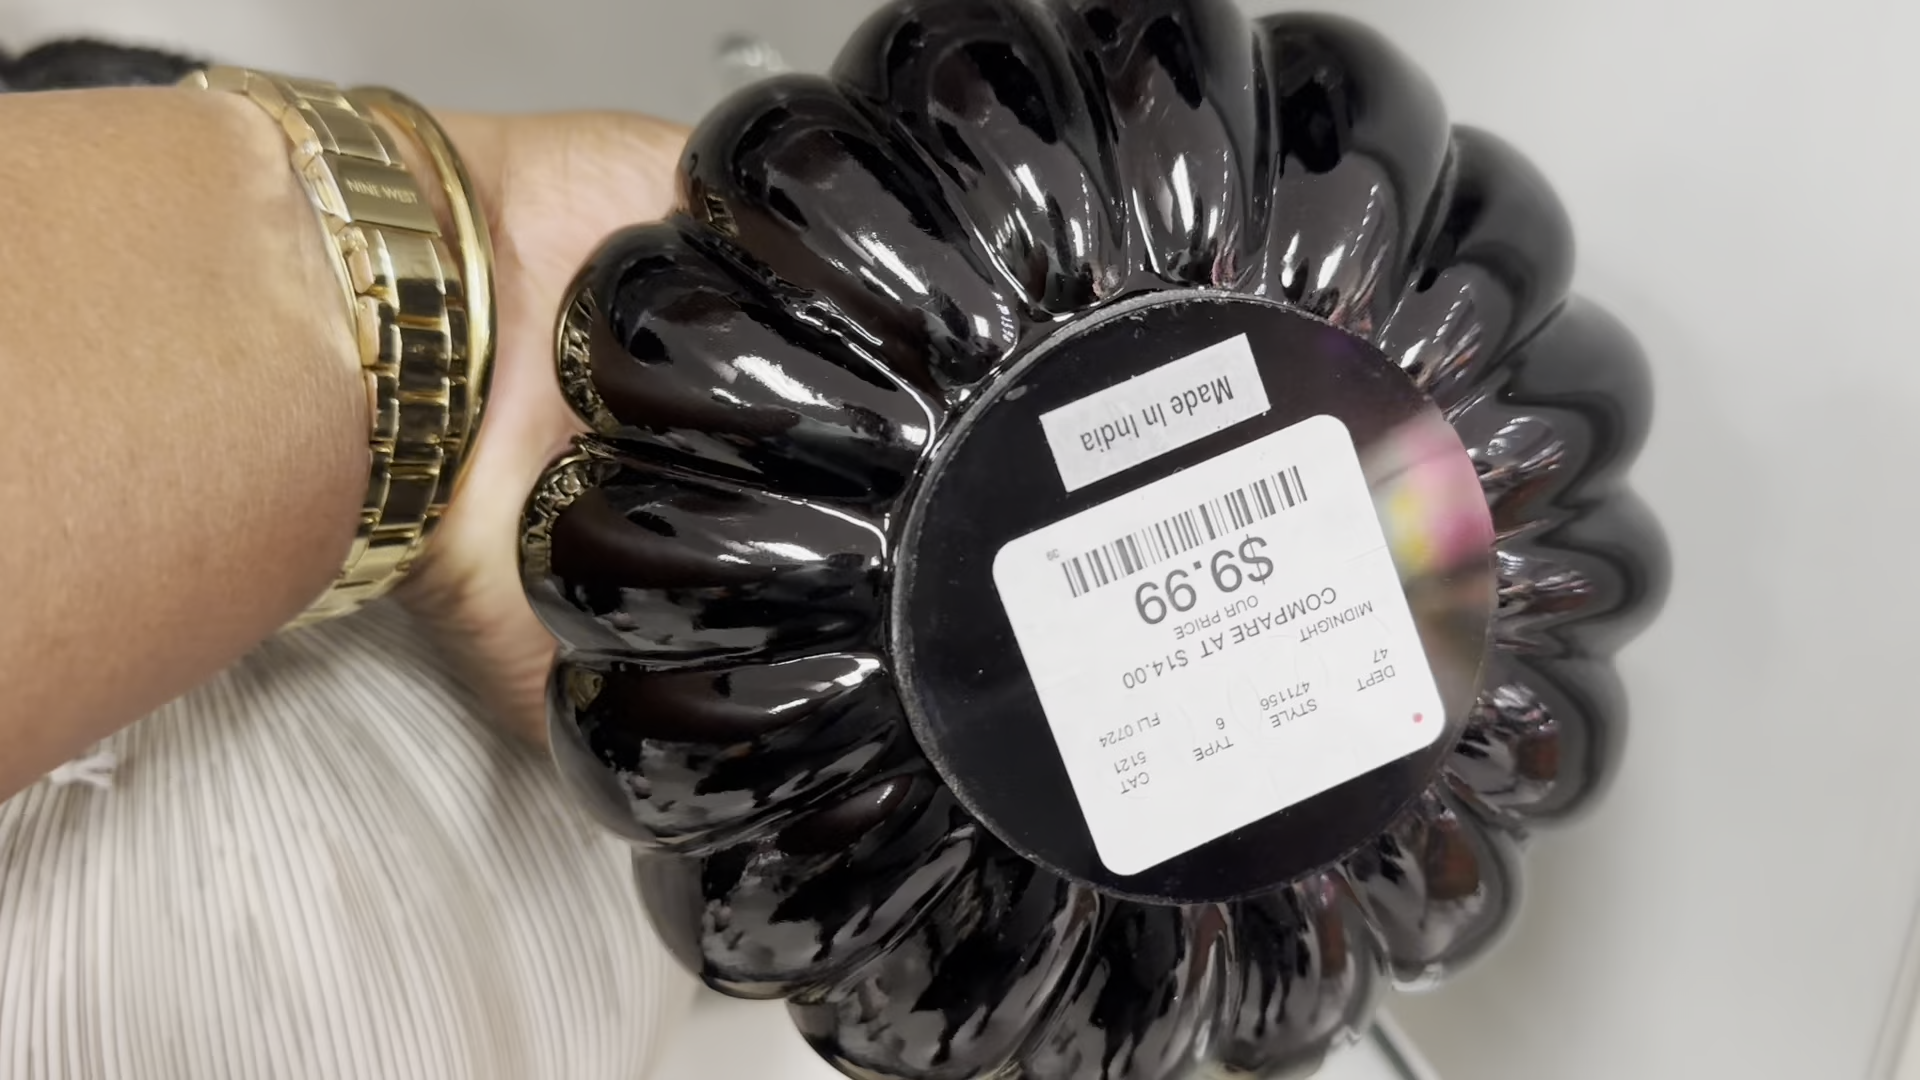 NINE WEST
Made In India
CAT TYPE STYLE DEPT
5121 6 471156 47
FLI 0724 MIDNIGHT
COMPARE AT $14.00
OUR PRICE
$9.99
39